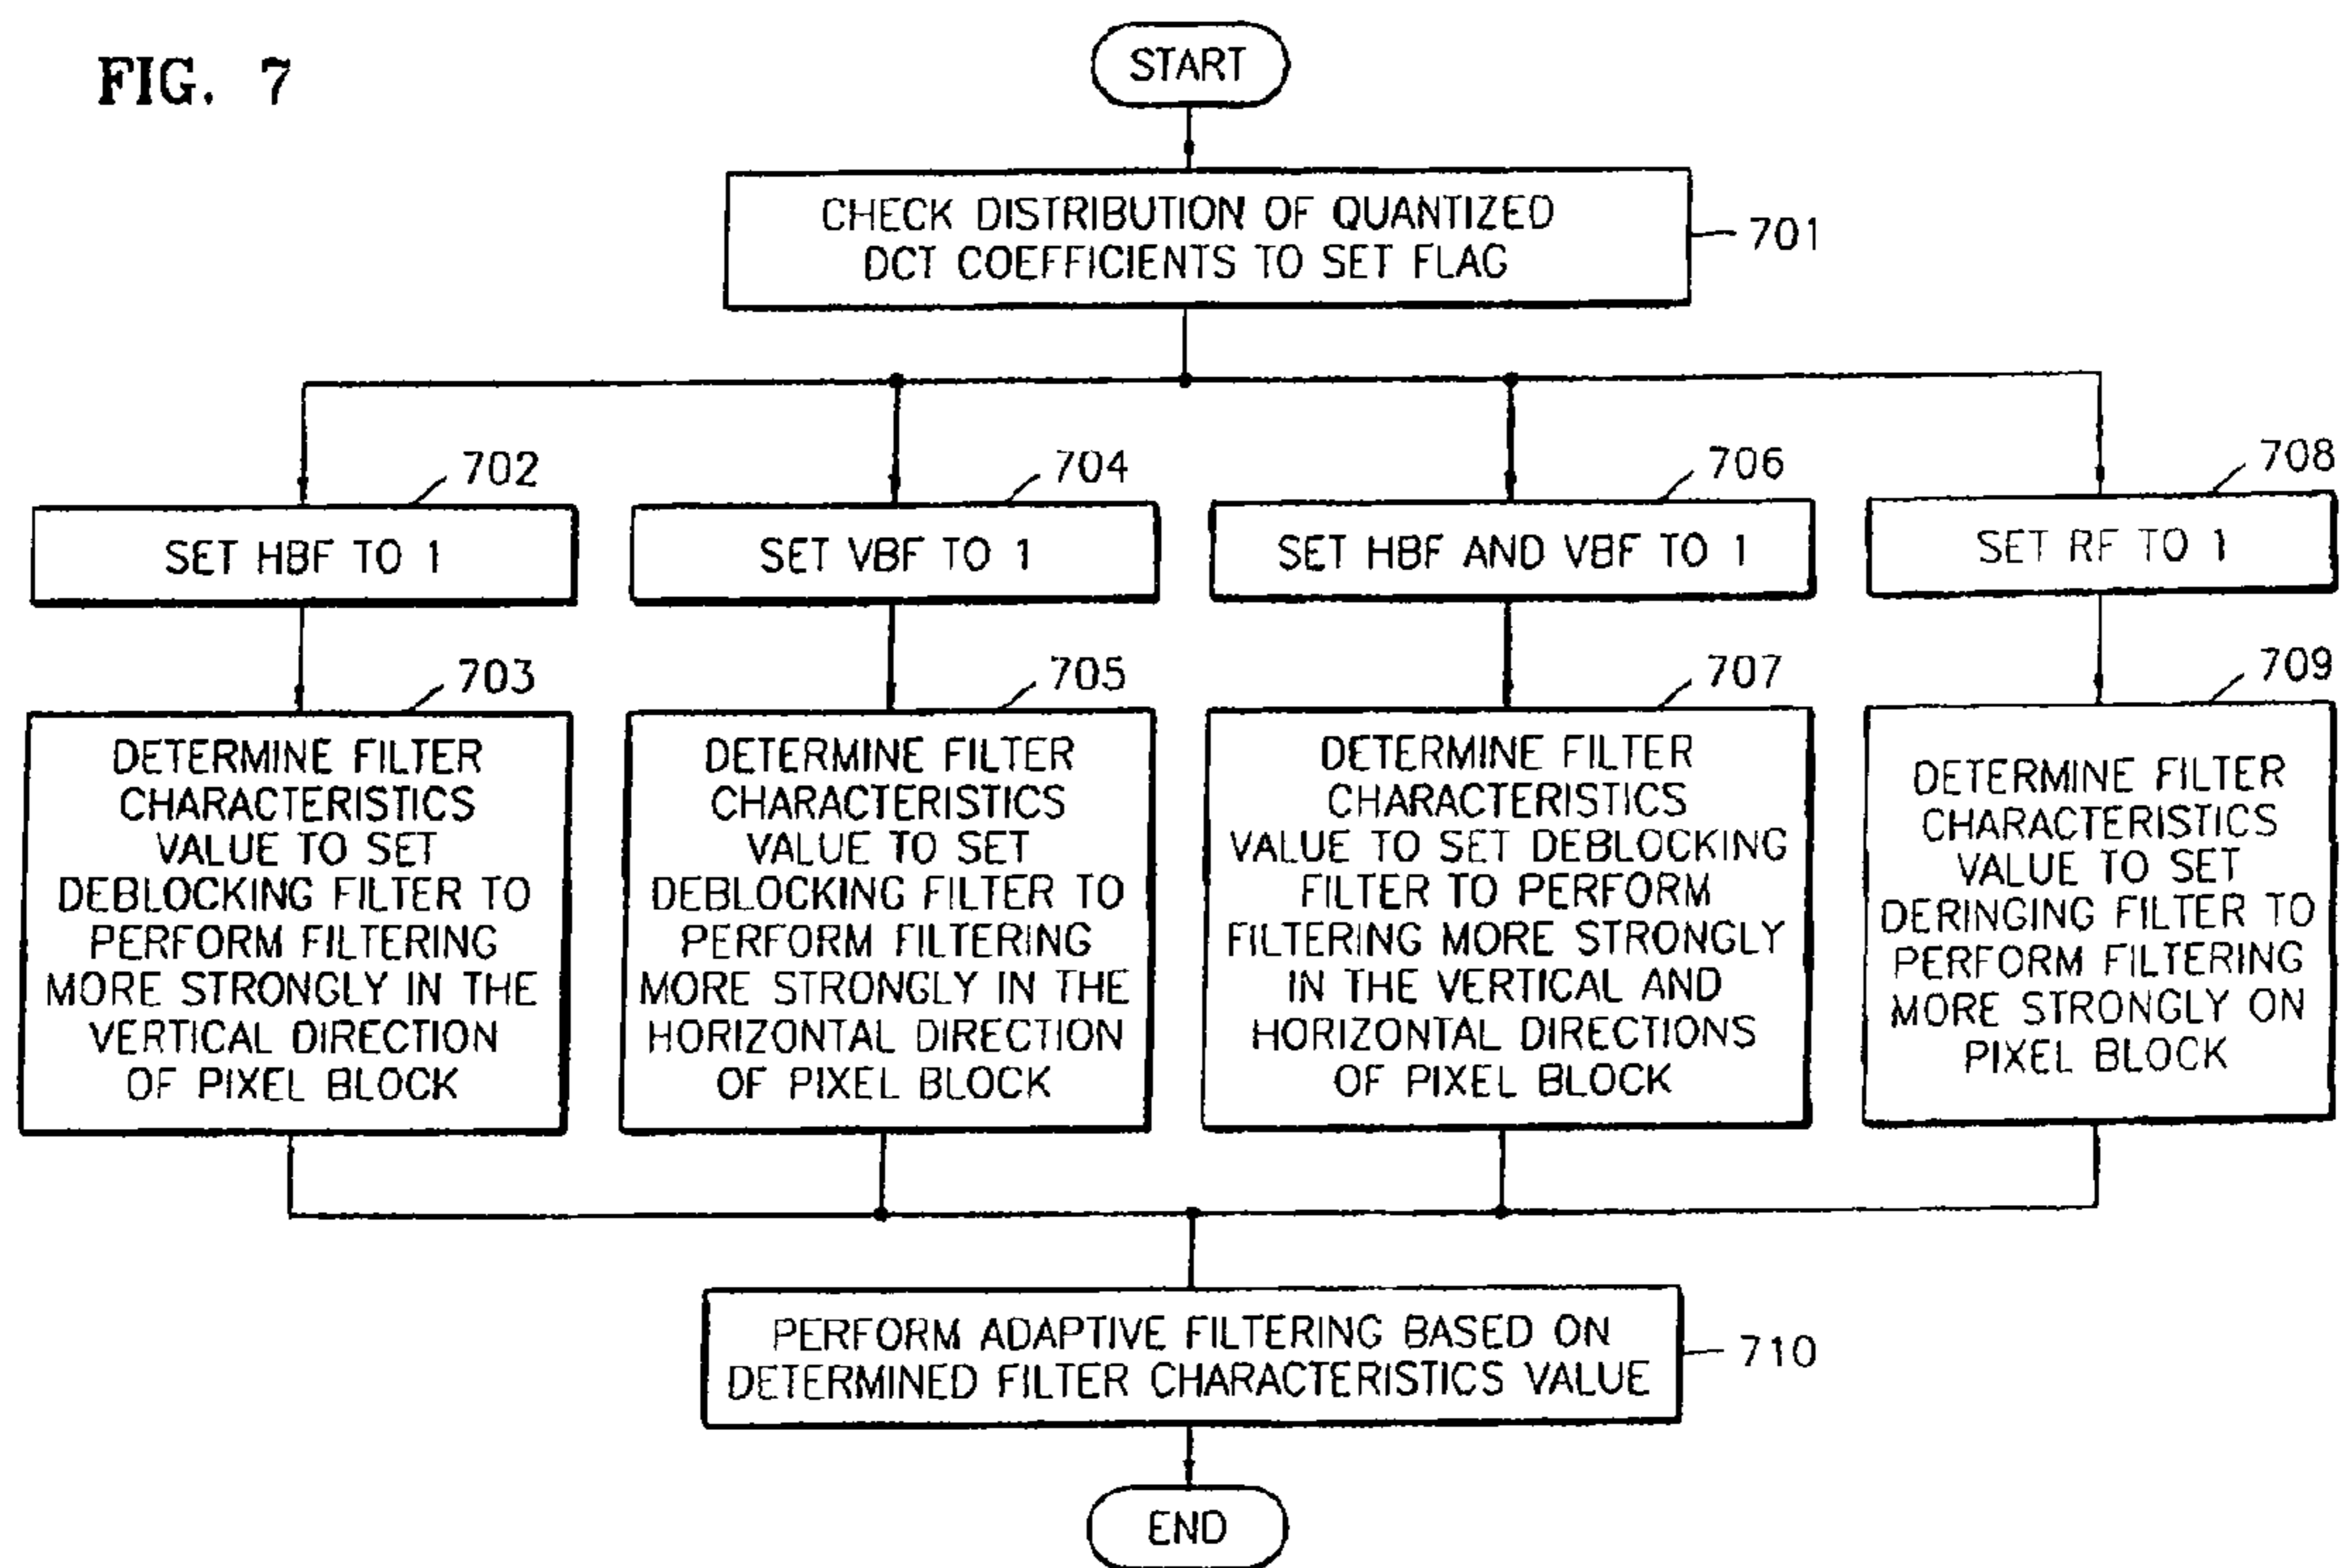 FIG. 7
START
CHECK DISTRIBUTION OF QUANTIZED
DCT COEFFICIENTS TO SET FLAG
701
702
SET HBF TO 1
704
SET VBF TO 1
706
SET HBF AND VBF TO 1
708
SET RF TO 1
703
DETERMINE FILTER
CHARACTERISTICS
VALUE TO SET
DEBLOCKING FILTER TO
PERFORM FILTERING
MORE STRONGLY IN THE
VERTICAL DIRECTION
OF PIXEL BLOCK
705
DETERMINE FILTER
CHARACTERISTICS
VALUE TO SET
DEBLOCKING FILTER TO
PERFORM FILTERING
MORE STRONGLY IN THE
HORIZONTAL DIRECTION
OF PIXEL BLOCK
707
DETERMINE FILTER
CHARACTERISTICS
VALUE TO SET DEBLOCKING
FILTER TO PERFORM
FILTERING MORE STRONGLY
IN THE VERTICAL AND
HORIZONTAL DIRECTIONS
OF PIXEL BLOCK
709
DETERMINE FILTER
CHARACTERISTICS
VALUE TO SET
DERINGING FILTER TO
PERFORM FILTERING
MORE STRONGLY ON
PIXEL BLOCK
PERFORM ADAPTIVE FILTERING BASED ON
DETERMINED FILTER CHARACTERISTICS VALUE
710
END